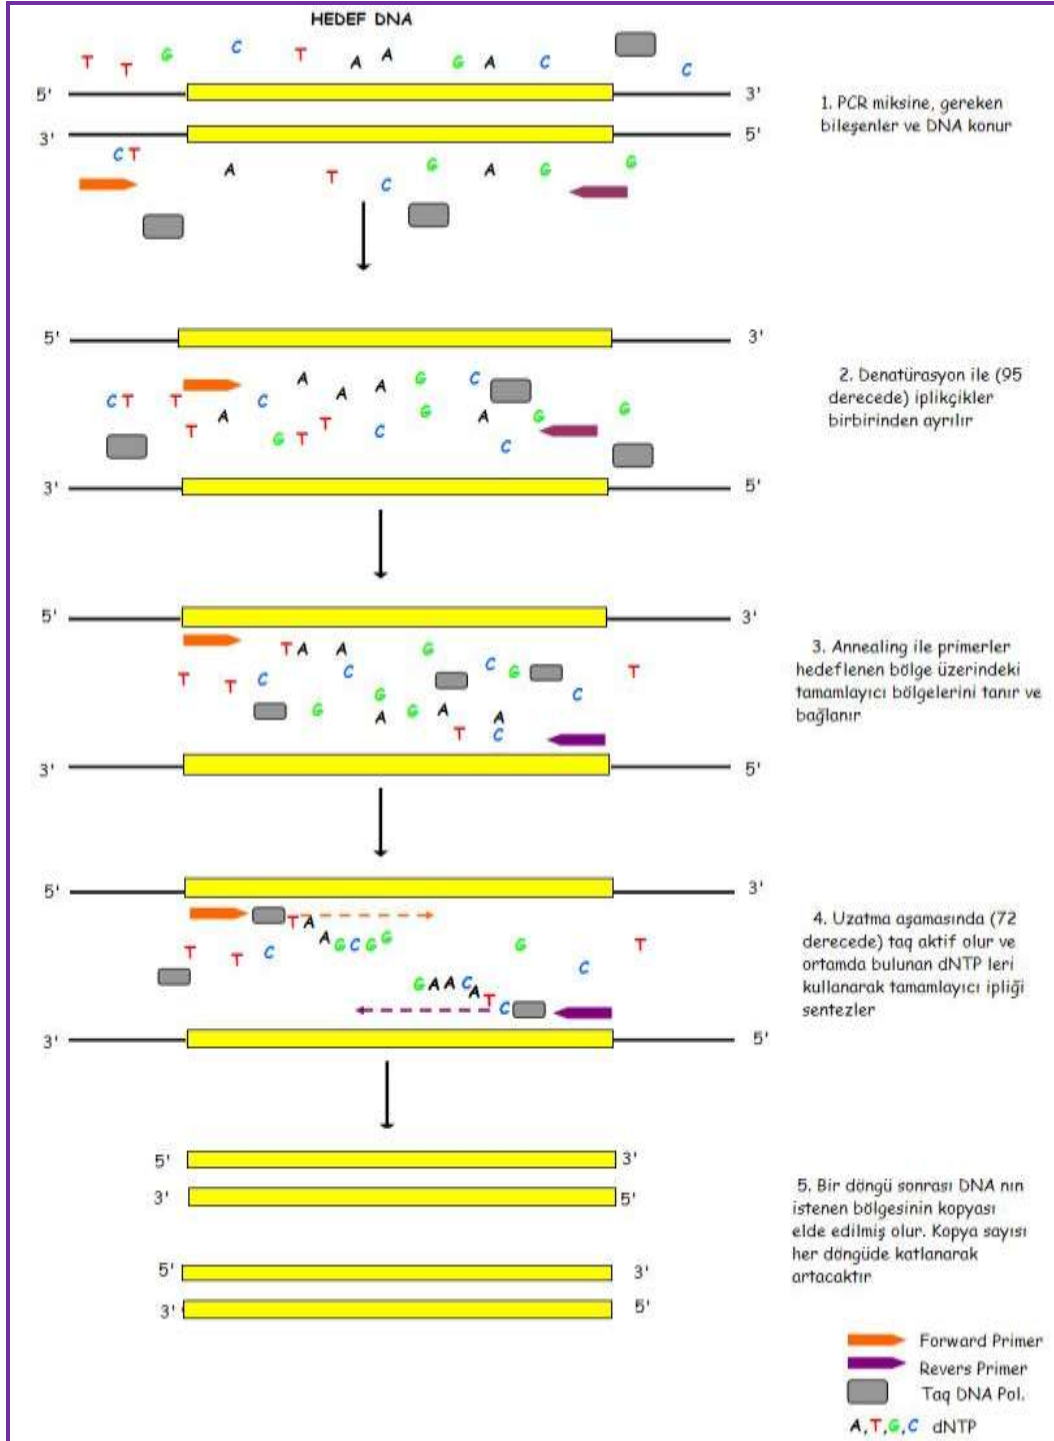 HEDEF DNA
T T G C T A A G A C C
5' 3'
3' 5'
C T A T C G A G G
1. PCR miksine, gereken
bileşenler ve DNA konur
5' 3'
A A A G C
C T T A C G A G G
T G T T C C
2. Denatürasyon ile (95
derecede) iplikçikler
birbirinden ayrılır
3' 5'
5' 3'
T A A G
T T C C C G T
G G A G A A C
T C
3. Annealing ile primerler
hedeflenen bölge üzerindeki
tamamlayıcı bölgelerini tanır ve
bağlanır
3' 5'
5' 3'
T A A G C G G
T T C G T
G A A C A T C C
4. Uzatma aşamasında (72
derecede) taq aktif olur ve
ortamda bulunan dNTP leri
kullanarak tamamlayıcı ipliği
sentezler
3' 5'
5' 3'
3' 5'
5' 3'
3' 5'
5. Bir döngü sonrası DNA nın
istenen bölgesinin kopyası
elde edilmiş olur. Kopya sayısı
her döngüde katlanarak
artacaktır
Forward Primer
Revers Primer
Taq DNA Pol.
A,T,G,C dNTP